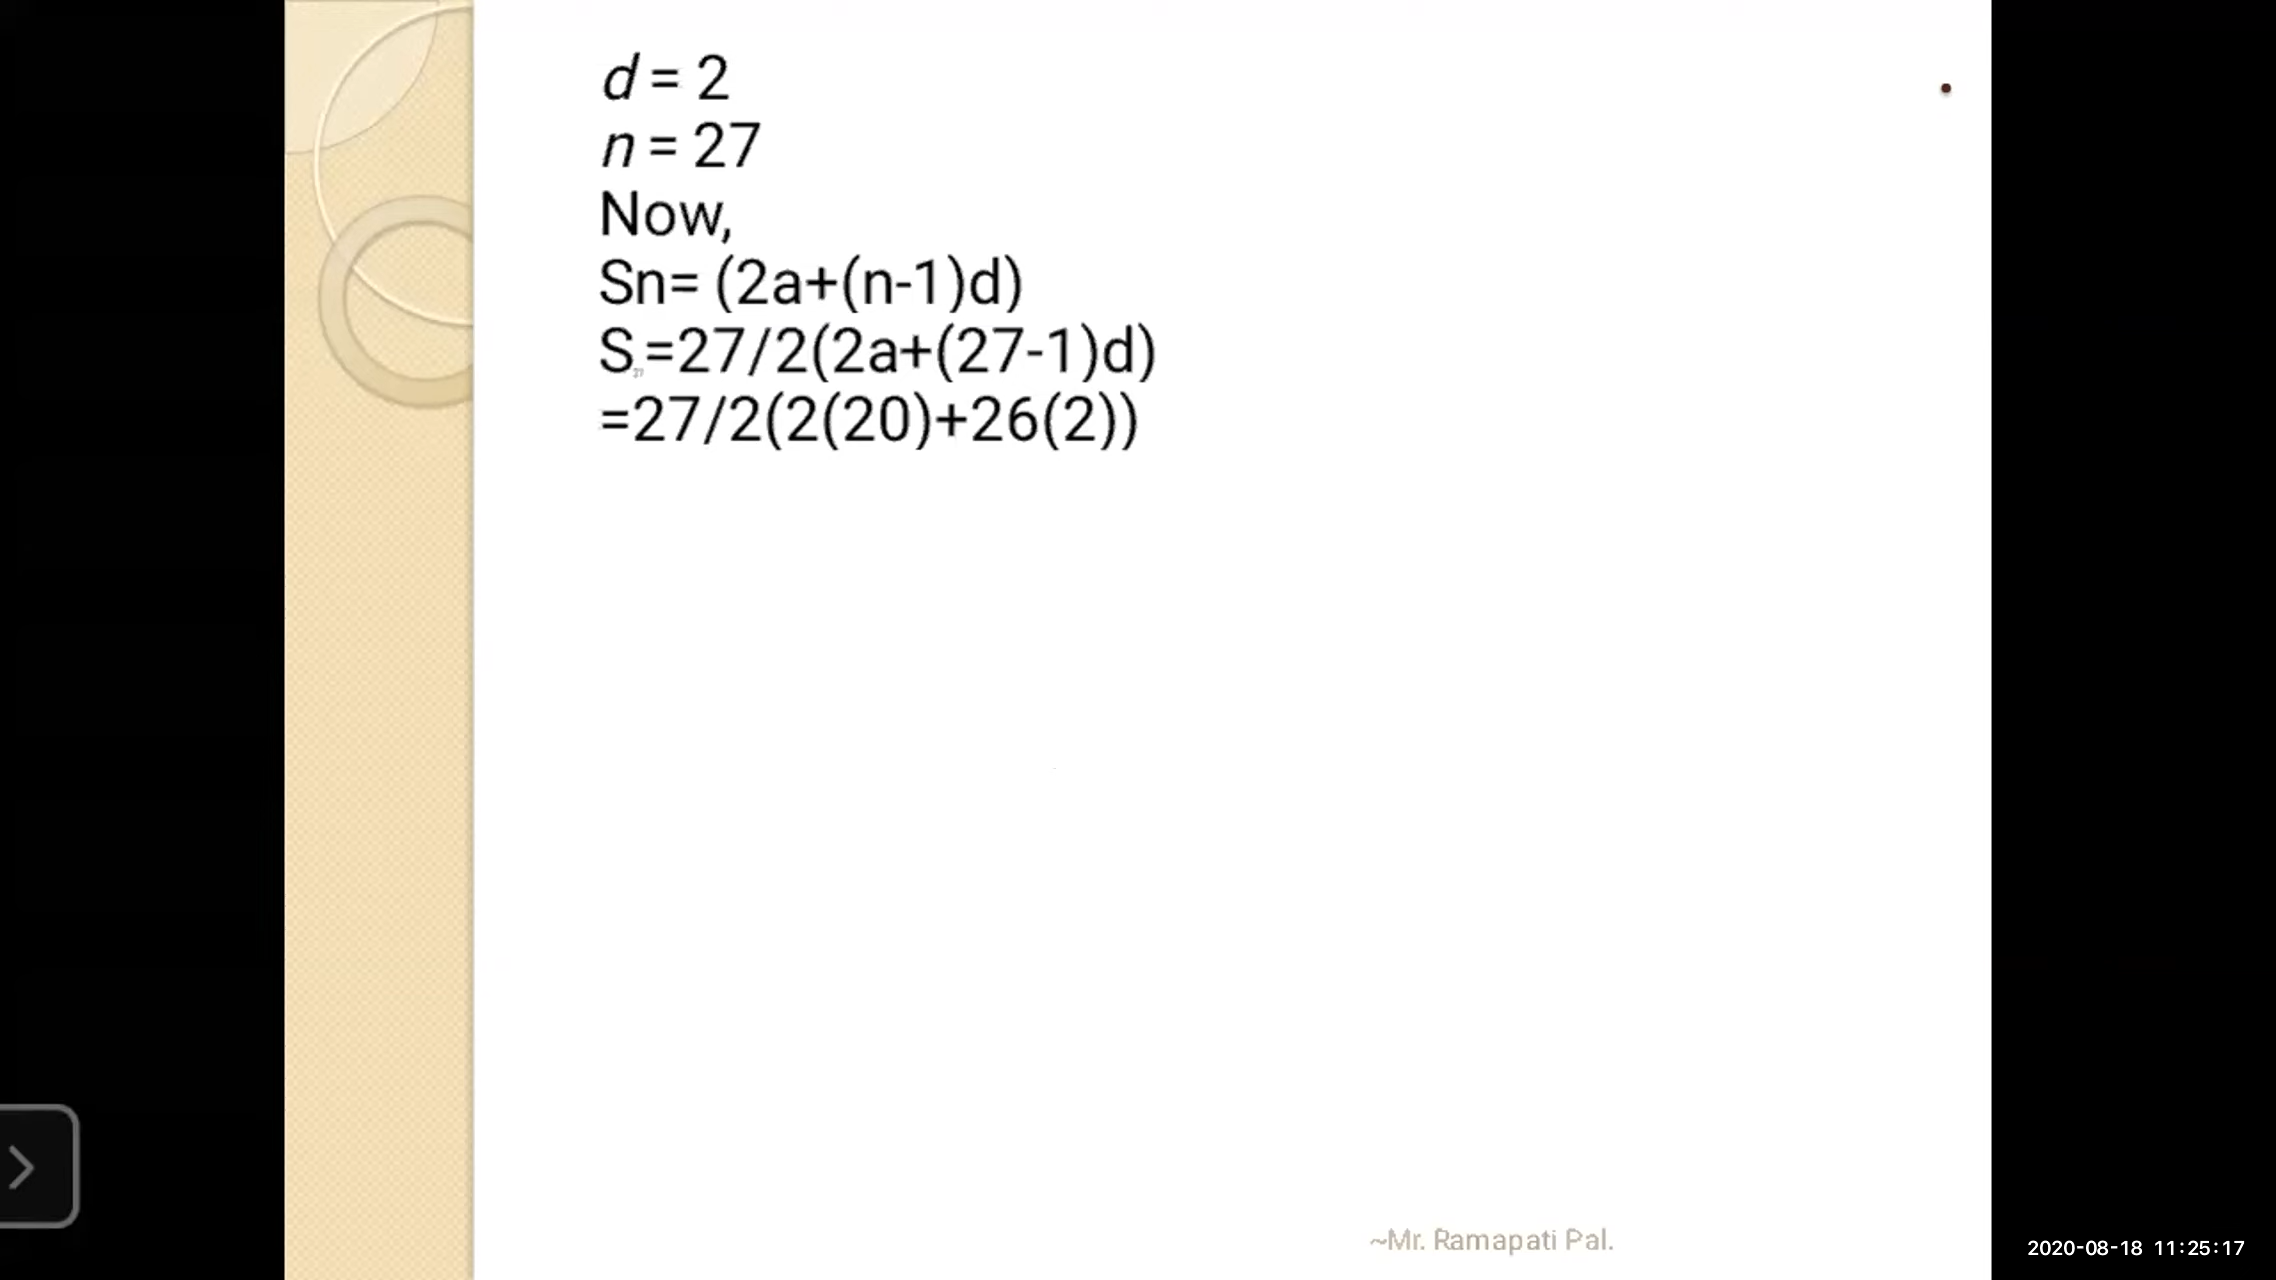 d = 2
n = 27
Now,
Sn= (2a+(n-1)d)
Sn=27/2(2a+(27-1)d)
=27/2(2(20)+26(2))
~Mr. Ramapati Pal.
2020-08-18 11:25:17